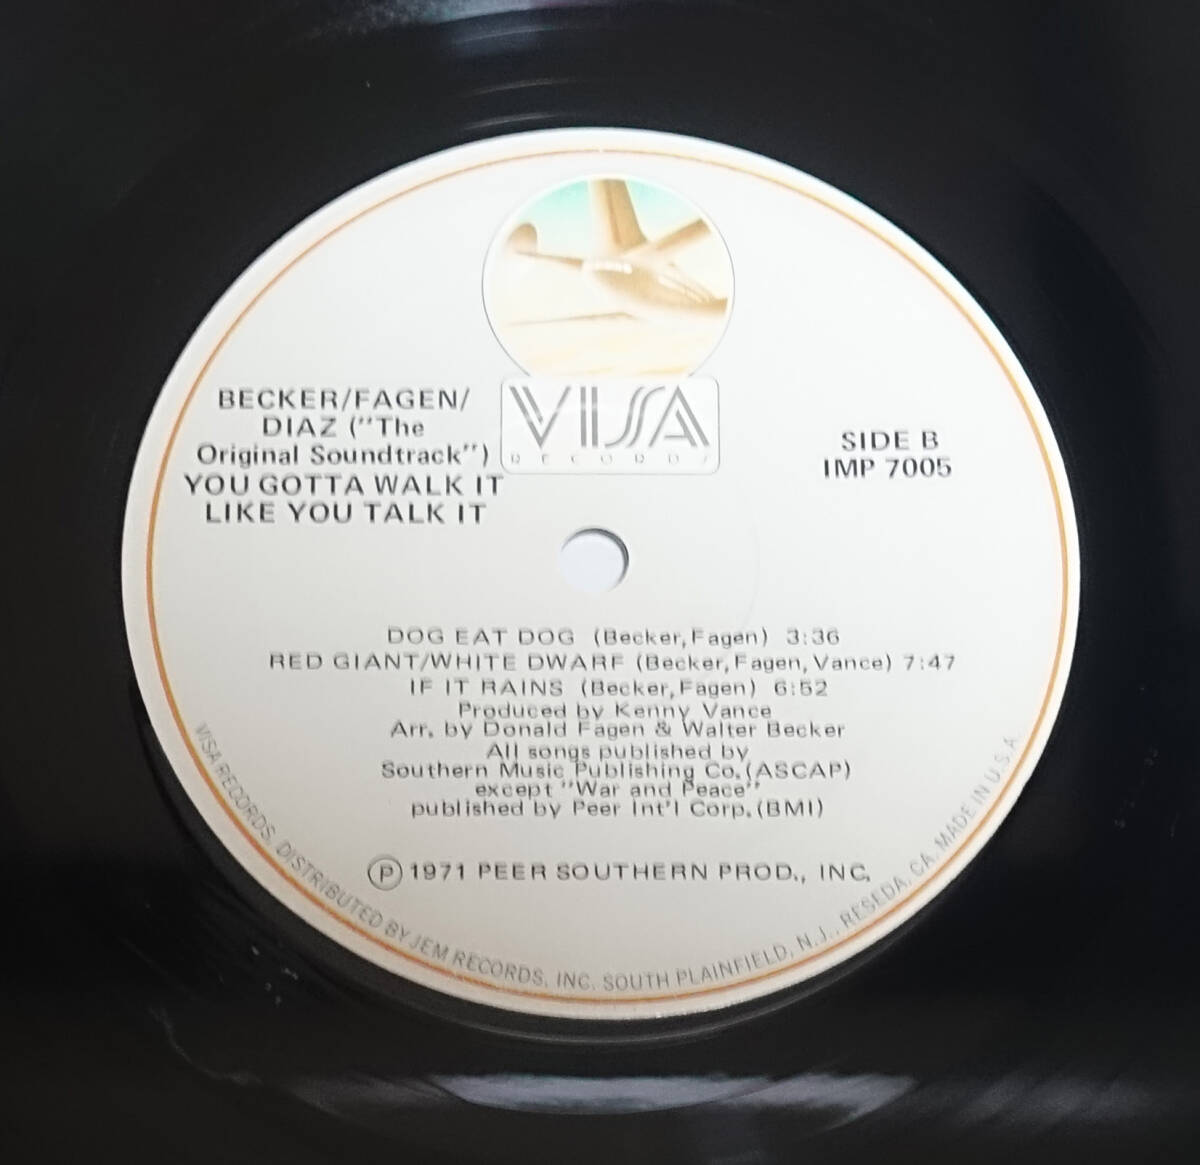 BECKER/FAGEN/
DIAZ ("The
Original Soundtrack")
YOU GOTTA WALK IT
LIKE YOU TALK IT
VISA
RECORDS
SIDE B
IMP 7005
DOG EAT DOG (Becker, Fagen) 3:36
RED GIANT/WHITE DWARF (Becker, Fagen, Vance) 7:47
IF IT RAINS (Becker, Fagen) 6:52
Produced by Kenny Vance
Arr. by Donald Fagen & Walter Becker
All songs published by
Southern Music Publishing Co. (ASCAP)
except "War and Peace"
published by Peer Int'l Corp. (BMI)
Ⓟ 1971 PEER SOUTHERN PROD., INC.
VISA RECORDS, DISTRIBUTED BY JEM RECORDS, INC. SOUTH PLAINFIELD, N.J., RESEDA, CA. MADE IN U.S.A.